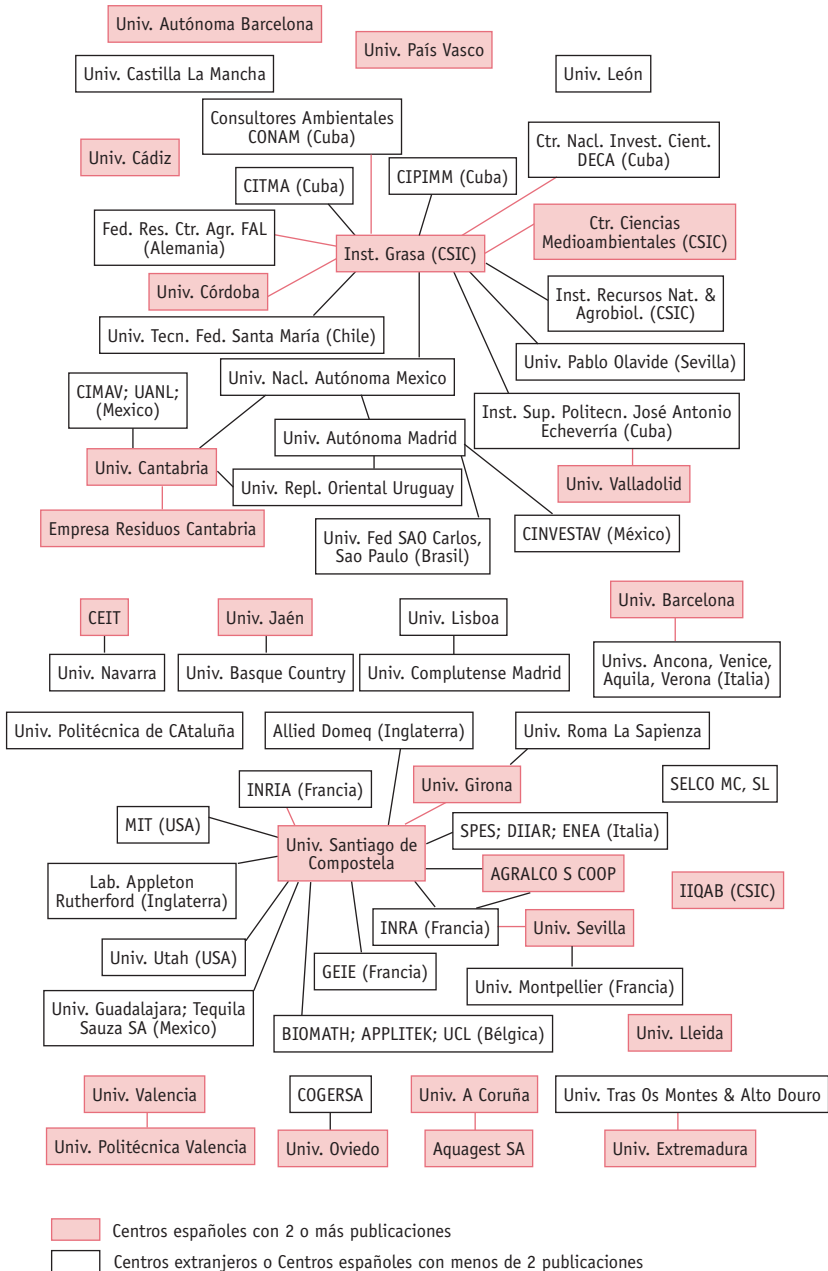 Univ. Autónoma Barcelona
Univ. País Vasco
Univ. Castilla La Mancha
Univ. León
Consultores Ambientales
CONAM (Cuba)
Ctr. Nacl. Invest. Cient.
DECA (Cuba)
Univ. Cádiz
CITMA (Cuba)
CIPIMM (Cuba)
Fed. Res. Ctr. Agr. FAL
(Alemania)
Inst. Grasa (CSIC)
Ctr. Ciencias
Medioambientales (CSIC)
Univ. Córdoba
Inst. Recursos Nat. &
Agrobiol. (CSIC)
Univ. Tecn. Fed. Santa María (Chile)
Univ. Pablo Olavide (Sevilla)
Univ. Nacl. Autónoma Mexico
CIMAV; UANL;
(Mexico)
Inst. Sup. Politecn. José Antonio
Echeverría (Cuba)
Univ. Autónoma Madrid
Univ. Cantabria
Univ. Repl. Oriental Uruguay
Univ. Valladolid
Empresa Residuos Cantabria
Univ. Fed SAO Carlos,
Sao Paulo (Brasil)
CINVESTAV (México)
CEIT
Univ. Jaén
Univ. Lisboa
Univ. Barcelona
Univ. Navarra
Univ. Basque Country
Univ. Complutense Madrid
Univs. Ancona, Venice,
Aquila, Verona (Italia)
Univ. Politécnica de CAtaluña
Allied Domeq (Inglaterra)
Univ. Roma La Sapienza
INRIA (Francia)
Univ. Girona
SELCO MC, SL
MIT (USA)
Univ. Santiago de
Compostela
SPES; DIIAR; ENEA (Italia)
Lab. Appleton
Rutherford (Inglaterra)
AGRALCO S COOP
IIQAB (CSIC)
INRA (Francia)
Univ. Sevilla
Univ. Utah (USA)
GEIE (Francia)
Univ. Montpellier (Francia)
Univ. Guadalajara; Tequila
Sauza SA (Mexico)
BIOMATH; APPLITEK; UCL (Bélgica)
Univ. Lleida
Univ. Valencia
COGERSA
Univ. A Coruña
Univ. Tras Os Montes & Alto Douro
Univ. Politécnica Valencia
Univ. Oviedo
Aquagest SA
Univ. Extremadura
Centros españoles con 2 o más publicaciones
Centros extranjeros o Centros españoles con menos de 2 publicaciones